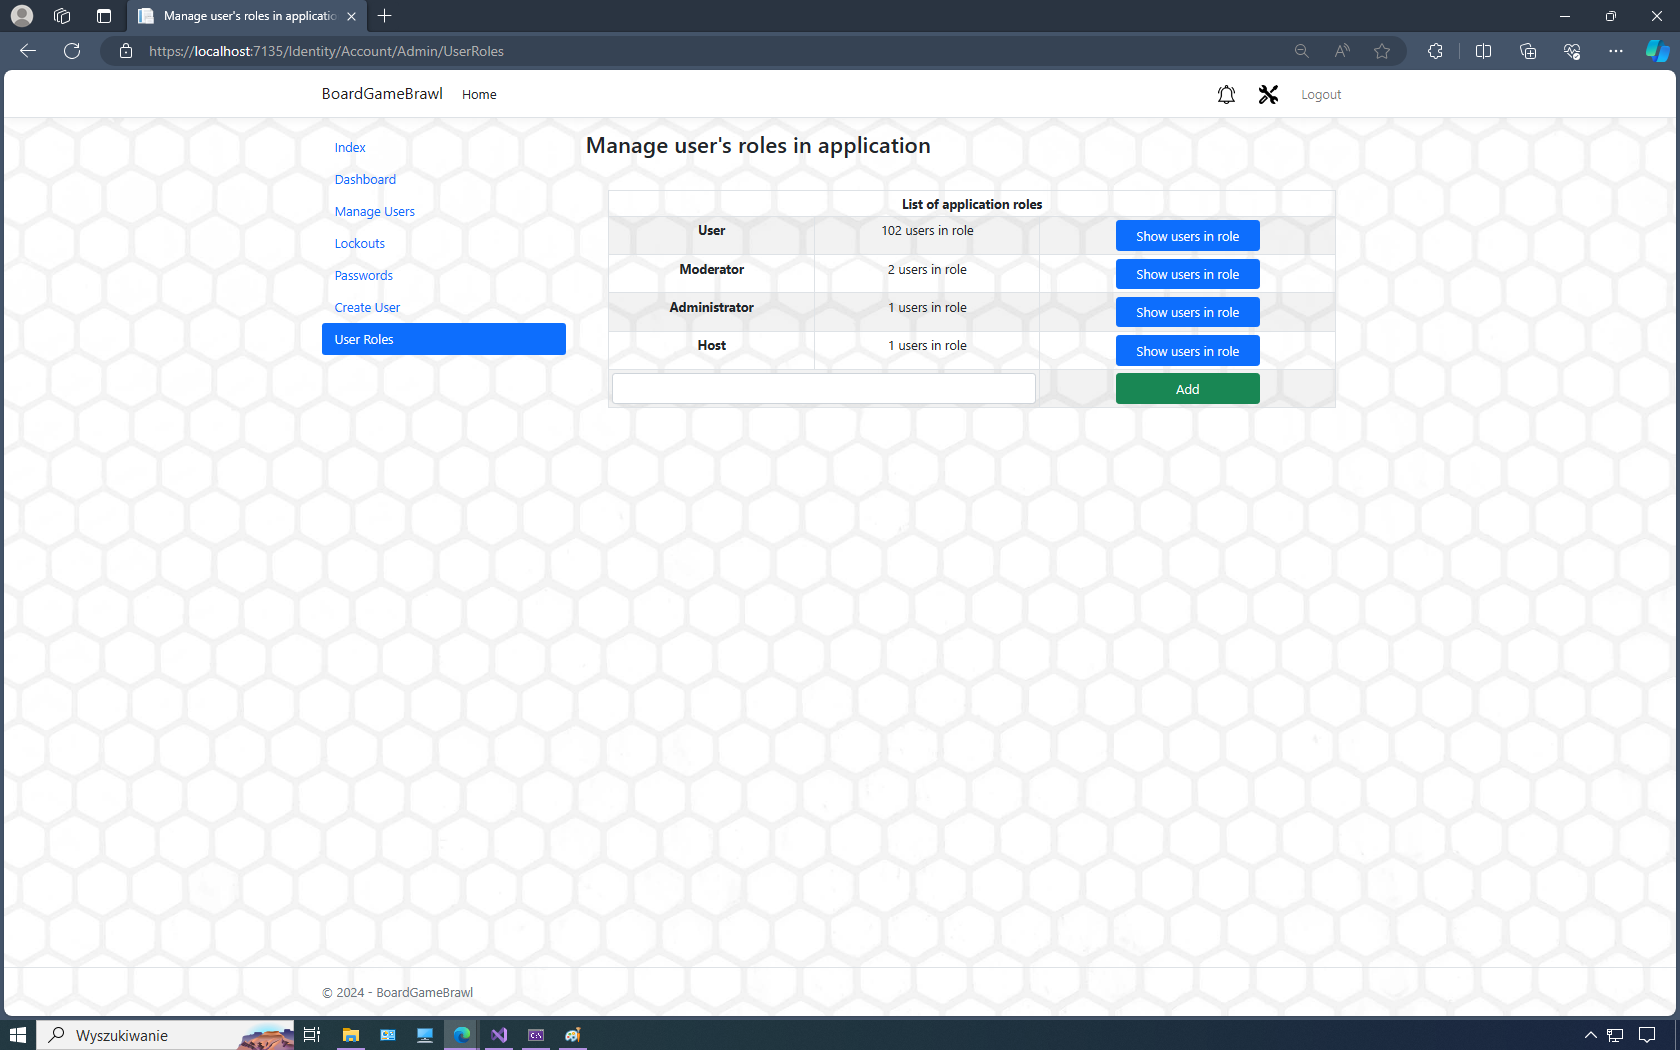 Manage user's roles in applicatio
https://localhost:7135/Identity/Account/Admin/UserRoles
BoardGameBrawl Home Logout
Index
Dashboard
Manage Users
Lockouts
Passwords
Create User
User Roles
Manage user's roles in application
List of application roles
User 102 users in role Show users in role
Moderator 2 users in role Show users in role
Administrator 1 users in role Show users in role
Host 1 users in role Show users in role
Add
© 2024 - BoardGameBrawl
Wyszukiwanie